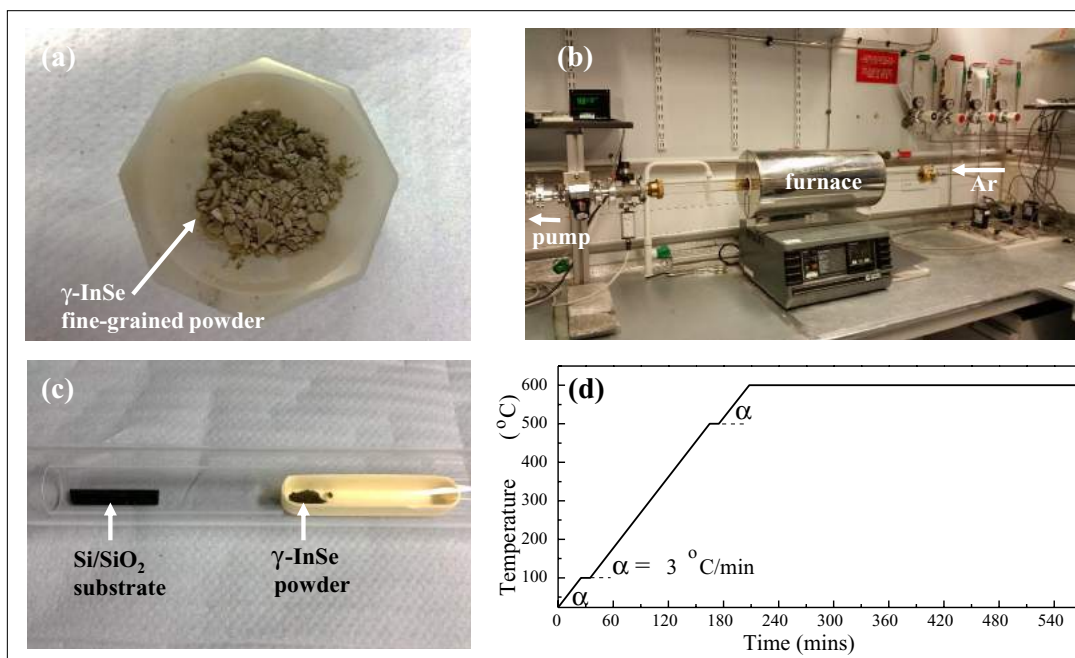 (a)
γ-InSe
fine-grained powder
(b)
furnace
Ar
pump
(c)
Si/SiO₂
substrate
γ-InSe
powder
(d)
Temperature (°C)
600
500
400
300
200
100
α
α = 3 °C/min
α
0 60 120 180 240 300 360 420 480 540
Time (mins)